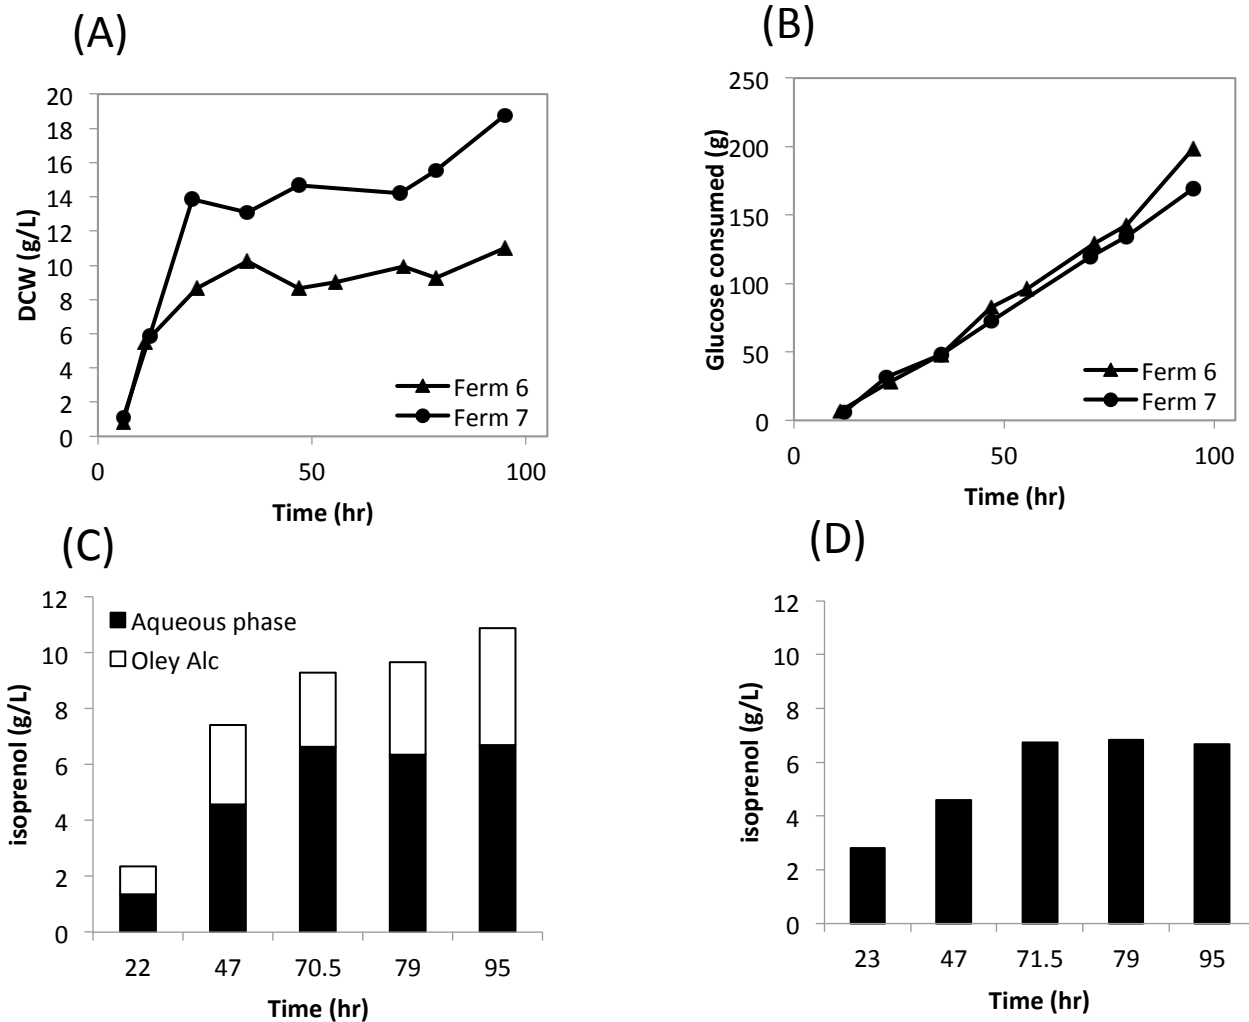 (A)
DCW (g/L)
20
18
16
14
12
10
8
6
4
2
0
0
50
100
Time (hr)
Ferm 6
Ferm 7
(B)
Glucose consumed (g)
250
200
150
100
50
0
0
50
100
Time (hr)
Ferm 6
Ferm 7
(C)
isoprenol (g/L)
12
10
8
6
4
2
0
Aqueous phase
Oley Alc
22
47
70.5
79
95
Time (hr)
(D)
isoprenol (g/L)
12
10
8
6
4
2
0
23
47
71.5
79
95
Time (hr)